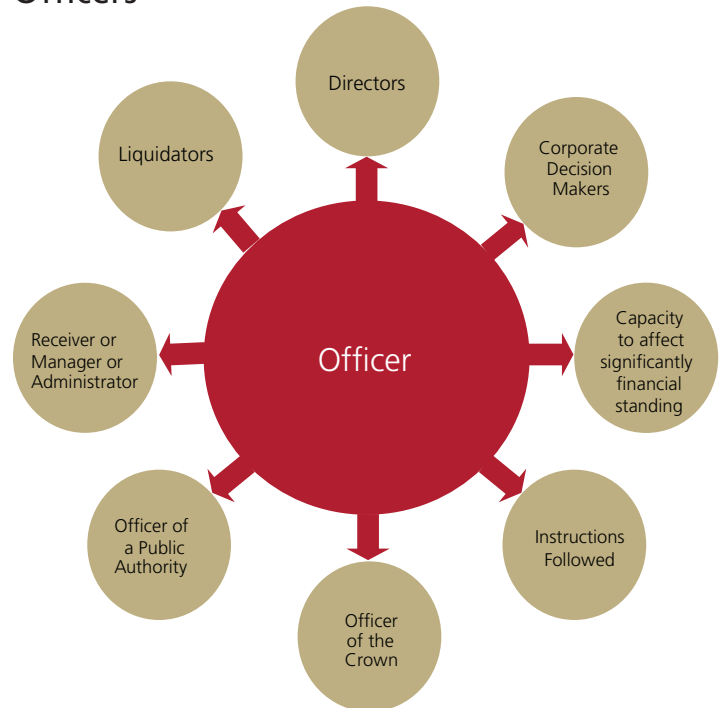 Officers
Directors
Corporate
Decision
Makers
Capacity
to affect
significantly
financial
standing
Instructions
Followed
Officer
of the
Crown
Officer of
a Public
Authority
Receiver or
Manager or
Administrator
Liquidators
Officer